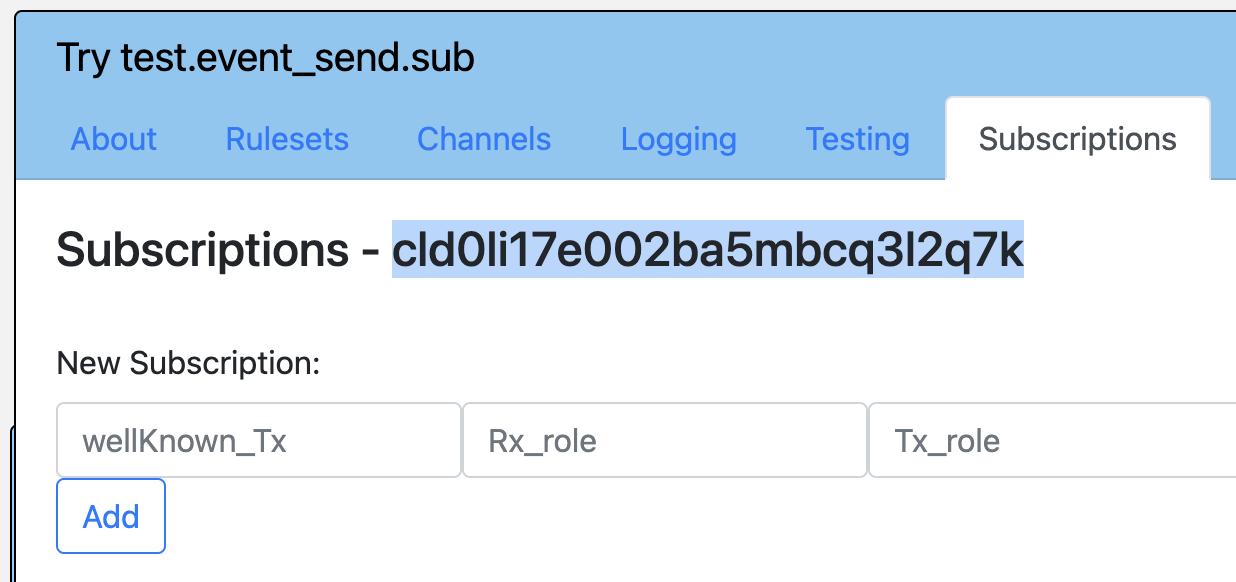 Try test.event_send.sub
About Rulesets Channels Logging Testing Subscriptions
Subscriptions - cld0li17e002ba5mbcq3l2q7k
New Subscription:
wellKnown_Tx Rx_role Tx_role
Add